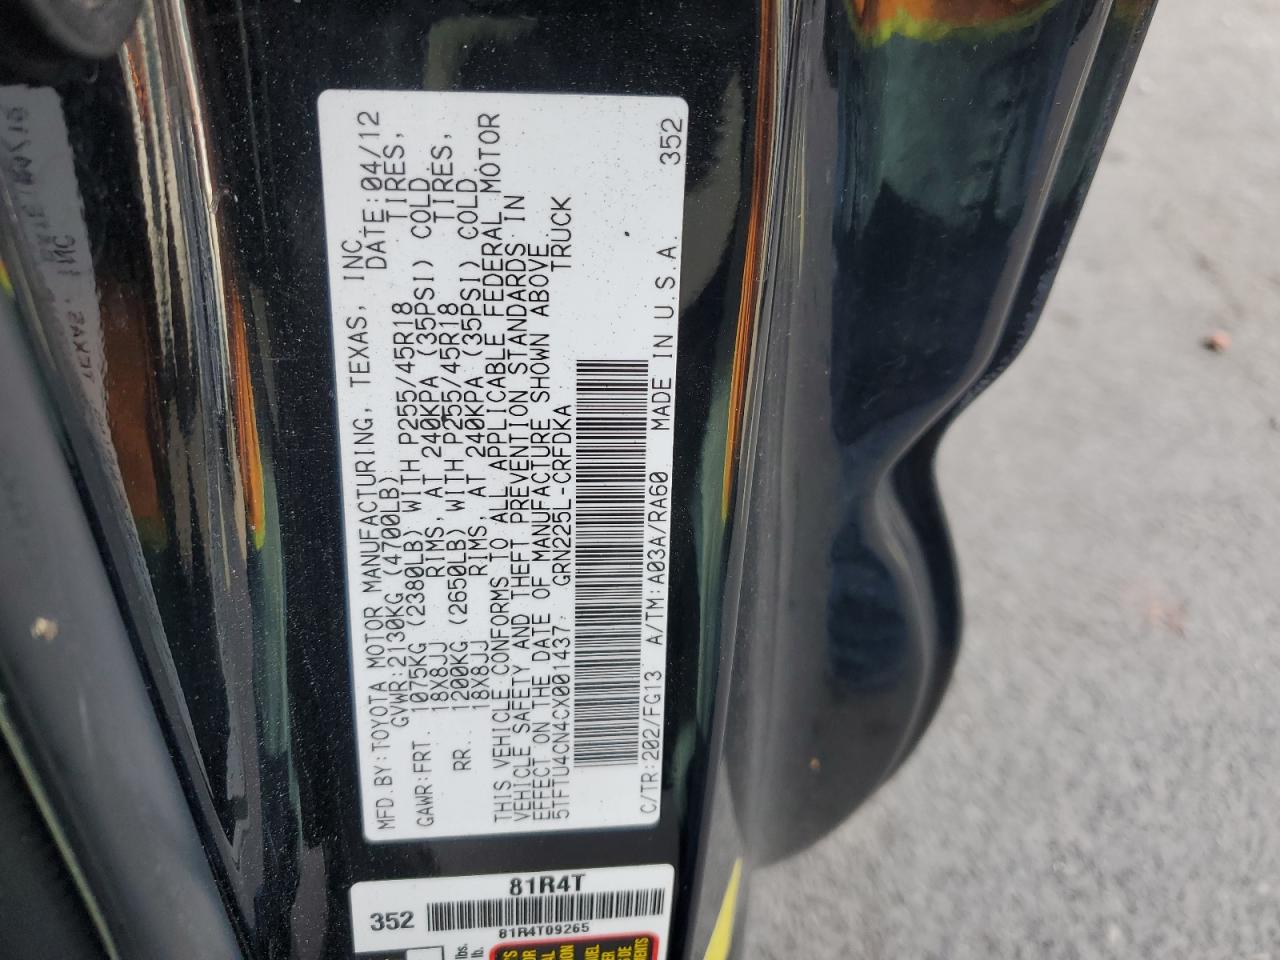 MFD.BY:TOYOTA MOTOR MANUFACTURING, TEXAS, INC
GVWR:2130KG (4700LB) DATE:04/12
GAWR:FRT. 1075KG (2380LB) WITH P255/45R18 TIRES,
18X8JJ RIMS, AT 240KPA (35PSI) COLD
RR. 1200KG (2650LB) WITH P255/45R18 TIRES,
18X8JJ RIMS, AT 240KPA (35PSI) COLD
THIS VEHICLE CONFORMS TO ALL APPLICABLE FEDERAL MOTOR
VEHICLE SAFETY AND THEFT PREVENTION STANDARDS IN
EFFECT ON THE DATE OF MANUFACTURE SHOWN ABOVE
5TFTU4CN4CX001437 GRN225L-CRFDKA TRUCK
C/TR:202/FG13 A/TM:A03A/RA60 MADE IN U.S.A. 352
81R4T
352
81R4T09265
lbs.
lb.